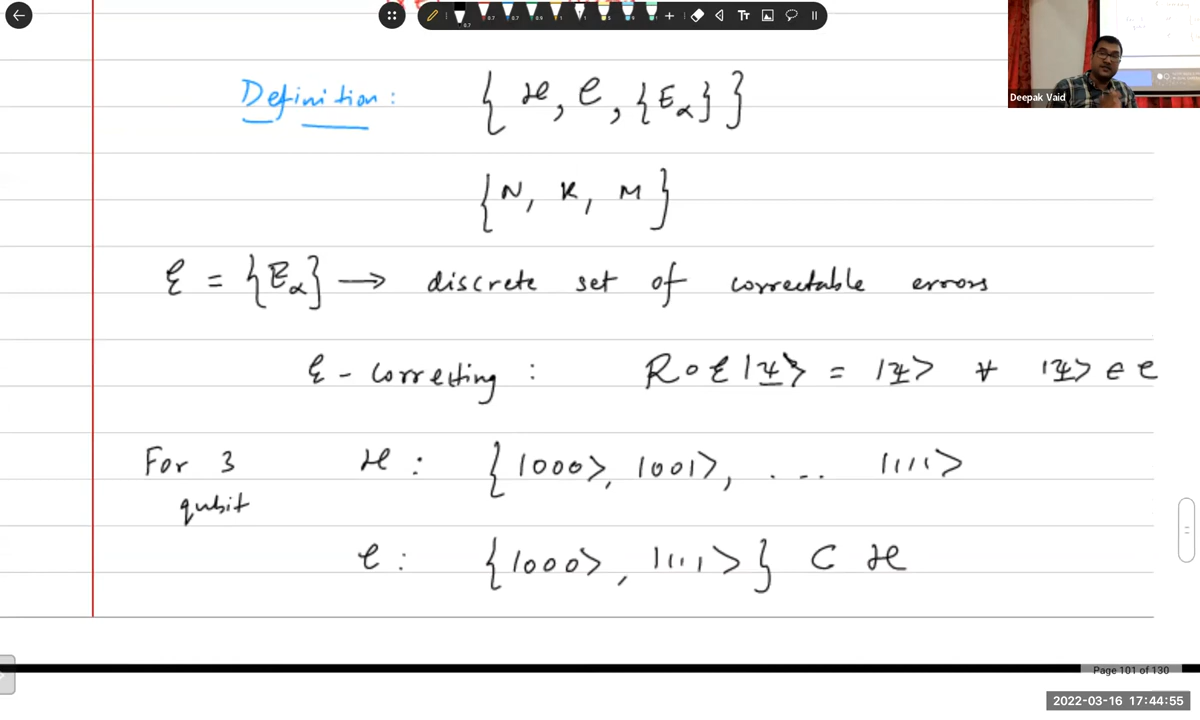 Deepak Vaid
Definition : { ℋ, 𝒞, {E_α} }
{ N, K, M }
ℰ = {E_α} → discrete set of correctable errors
ℰ - correcting : R∘ℰ |Ψ> = |Ψ> ∀ |Ψ> ∈ 𝒞
For 3 qubit ℋ : { |000>, |001>, .... |111>
𝒞 : { |000>, |111> } ⊂ ℋ
Page 101 of 130
2022-03-16 17:44:55